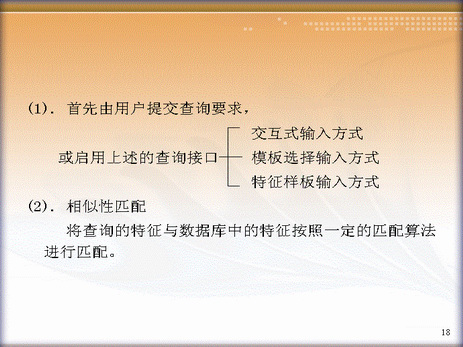 (1). 首先由用户提交查询要求，
交互式输入方式
或启用上述的查询接口
模板选择输入方式
特征样板输入方式
(2). 相似性匹配
将查询的特征与数据库中的特征按照一定的匹配算法
进行匹配。
18